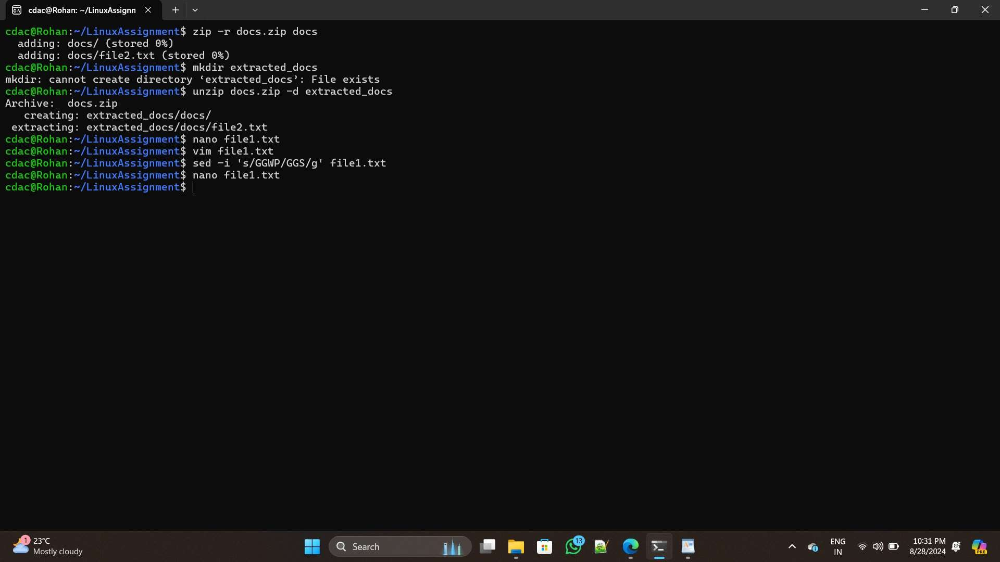 cdac@Rohan: ~/LinuxAssignn
cdac@Rohan:~/LinuxAssignment$ zip -r docs.zip docs
  adding: docs/ (stored 0%)
  adding: docs/file2.txt (stored 0%)
cdac@Rohan:~/LinuxAssignment$ mkdir extracted_docs
mkdir: cannot create directory ‘extracted_docs’: File exists
cdac@Rohan:~/LinuxAssignment$ unzip docs.zip -d extracted_docs
Archive:  docs.zip
   creating: extracted_docs/docs/
 extracting: extracted_docs/docs/file2.txt
cdac@Rohan:~/LinuxAssignment$ nano file1.txt
cdac@Rohan:~/LinuxAssignment$ vim file1.txt
cdac@Rohan:~/LinuxAssignment$ sed -i 's/GGWP/GGS/g' file1.txt
cdac@Rohan:~/LinuxAssignment$ nano file1.txt
cdac@Rohan:~/LinuxAssignment$
1
23°C
Mostly cloudy
Search
13
ENG
IN
10:31 PM
8/28/2024
PRE